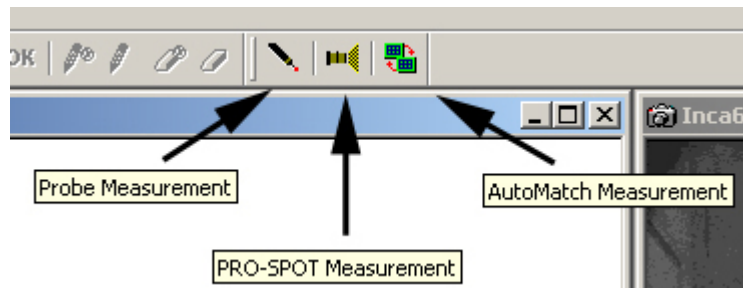 OK
Inca6
Probe Measurement
AutoMatch Measurement
PRO-SPOT Measurement